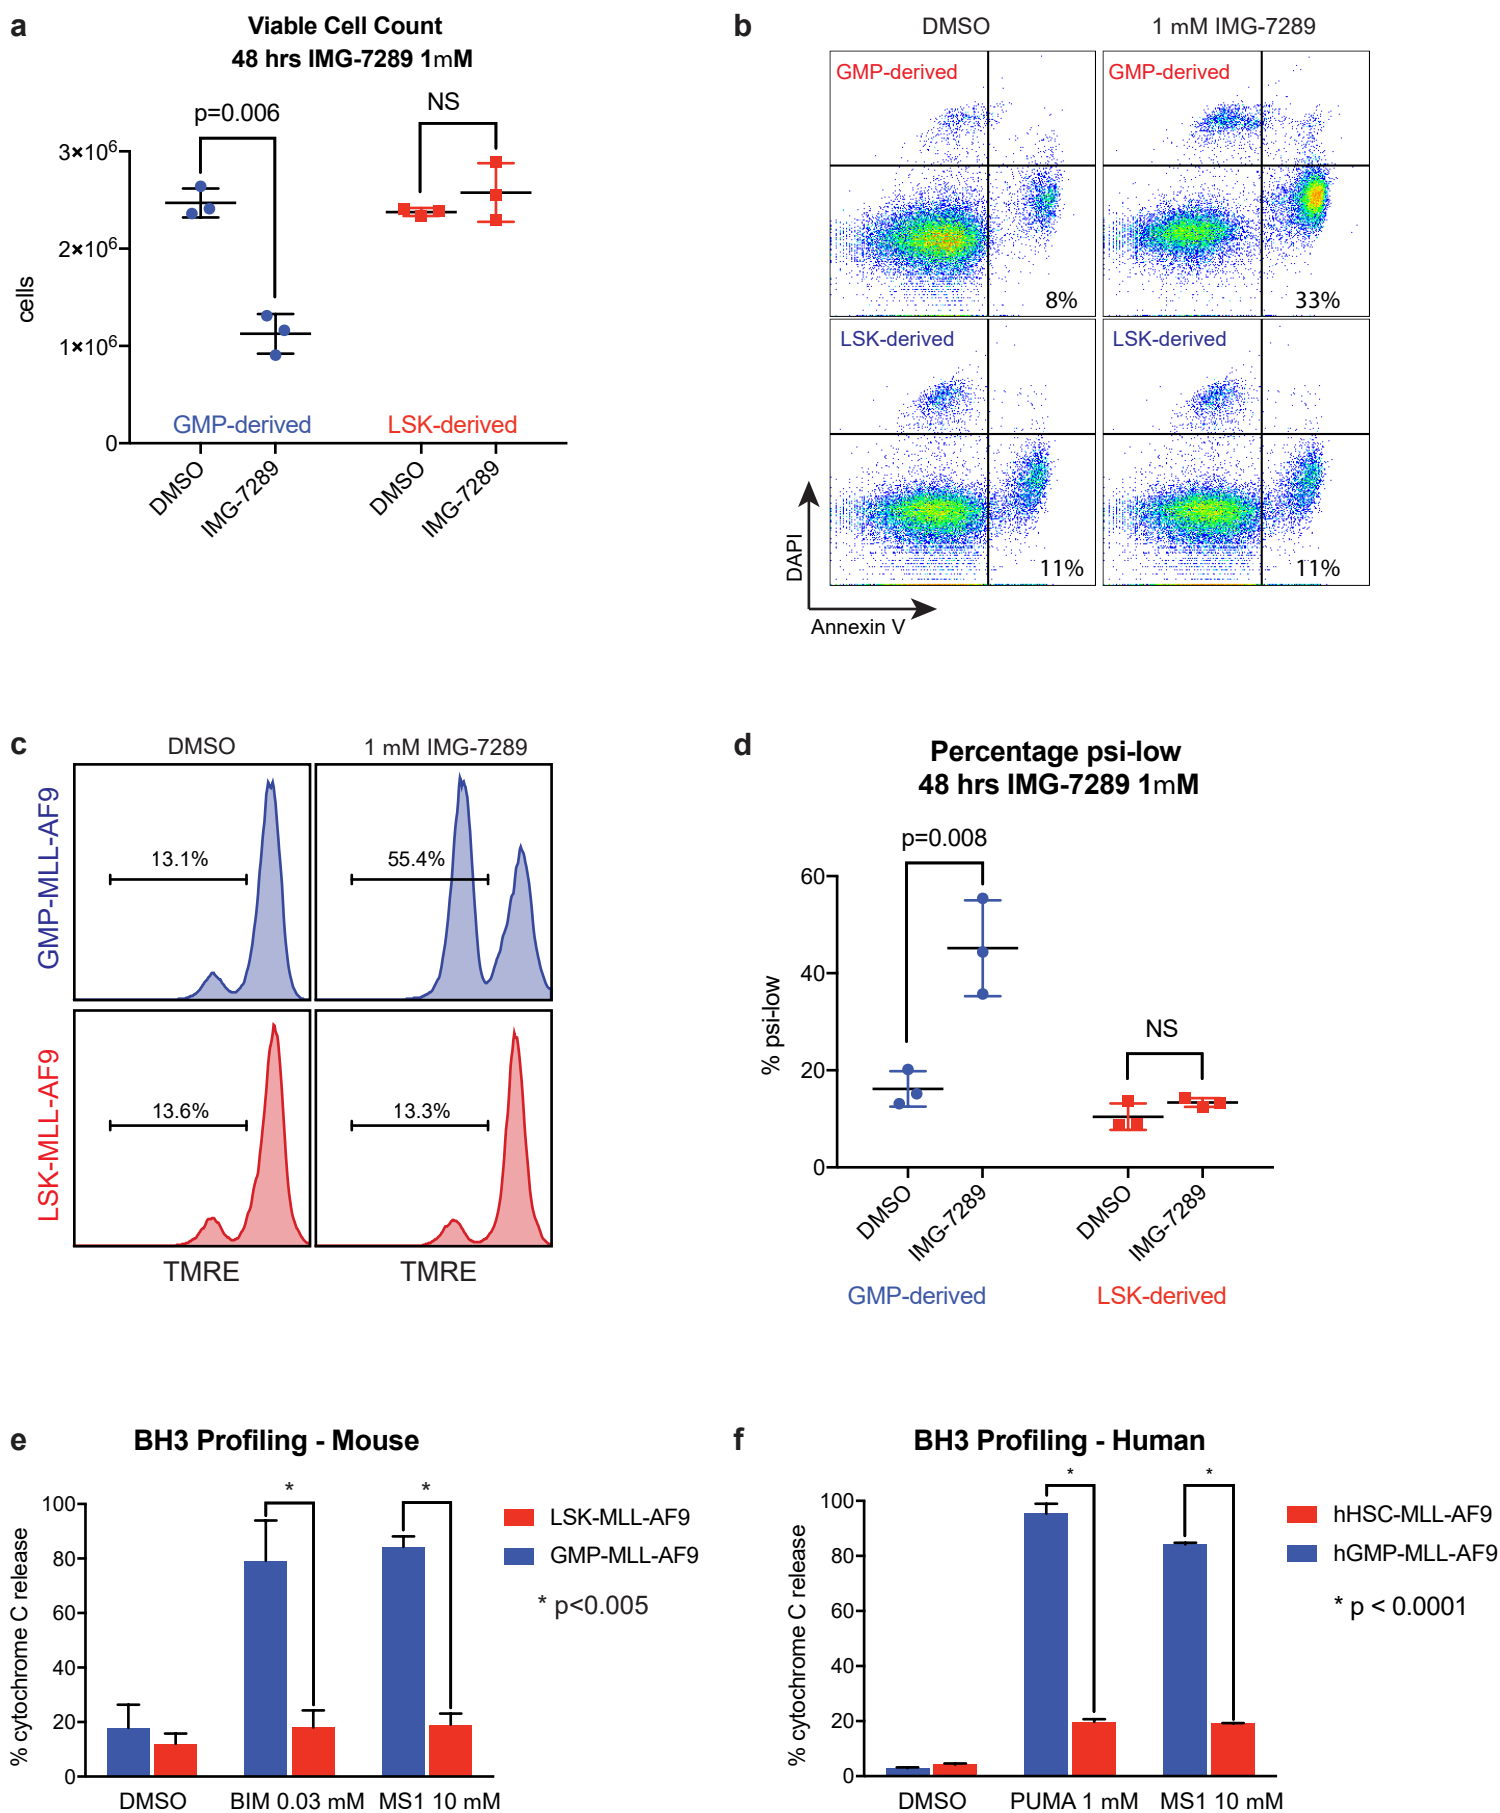 a
Viable Cell Count
48 hrs IMG-7289 1mM
p=0.006
NS
3×10⁶
2×10⁶
1×10⁶
0
cells
GMP-derived
LSK-derived
DMSO
IMG-7289
DMSO
IMG-7289
b
DMSO
1 mM IMG-7289
GMP-derived
8%
GMP-derived
33%
LSK-derived
11%
LSK-derived
11%
DAPI
Annexin V
c
DMSO
1 mM IMG-7289
GMP-MLL-AF9
13.1%
55.4%
LSK-MLL-AF9
13.6%
13.3%
TMRE
TMRE
d
Percentage psi-low
48 hrs IMG-7289 1mM
p=0.008
NS
60
40
20
0
% psi-low
DMSO
IMG-7289
DMSO
IMG-7289
GMP-derived
LSK-derived
e
BH3 Profiling - Mouse
*
*
100
80
60
40
20
0
% cytochrome C release
DMSO
BIM 0.03 mM
MS1 10 mM
LSK-MLL-AF9
GMP-MLL-AF9
* p<0.005
f
BH3 Profiling - Human
*
*
100
80
60
40
20
0
% cytochrome C release
DMSO
PUMA 1 mM
MS1 10 mM
hHSC-MLL-AF9
hGMP-MLL-AF9
* p < 0.0001